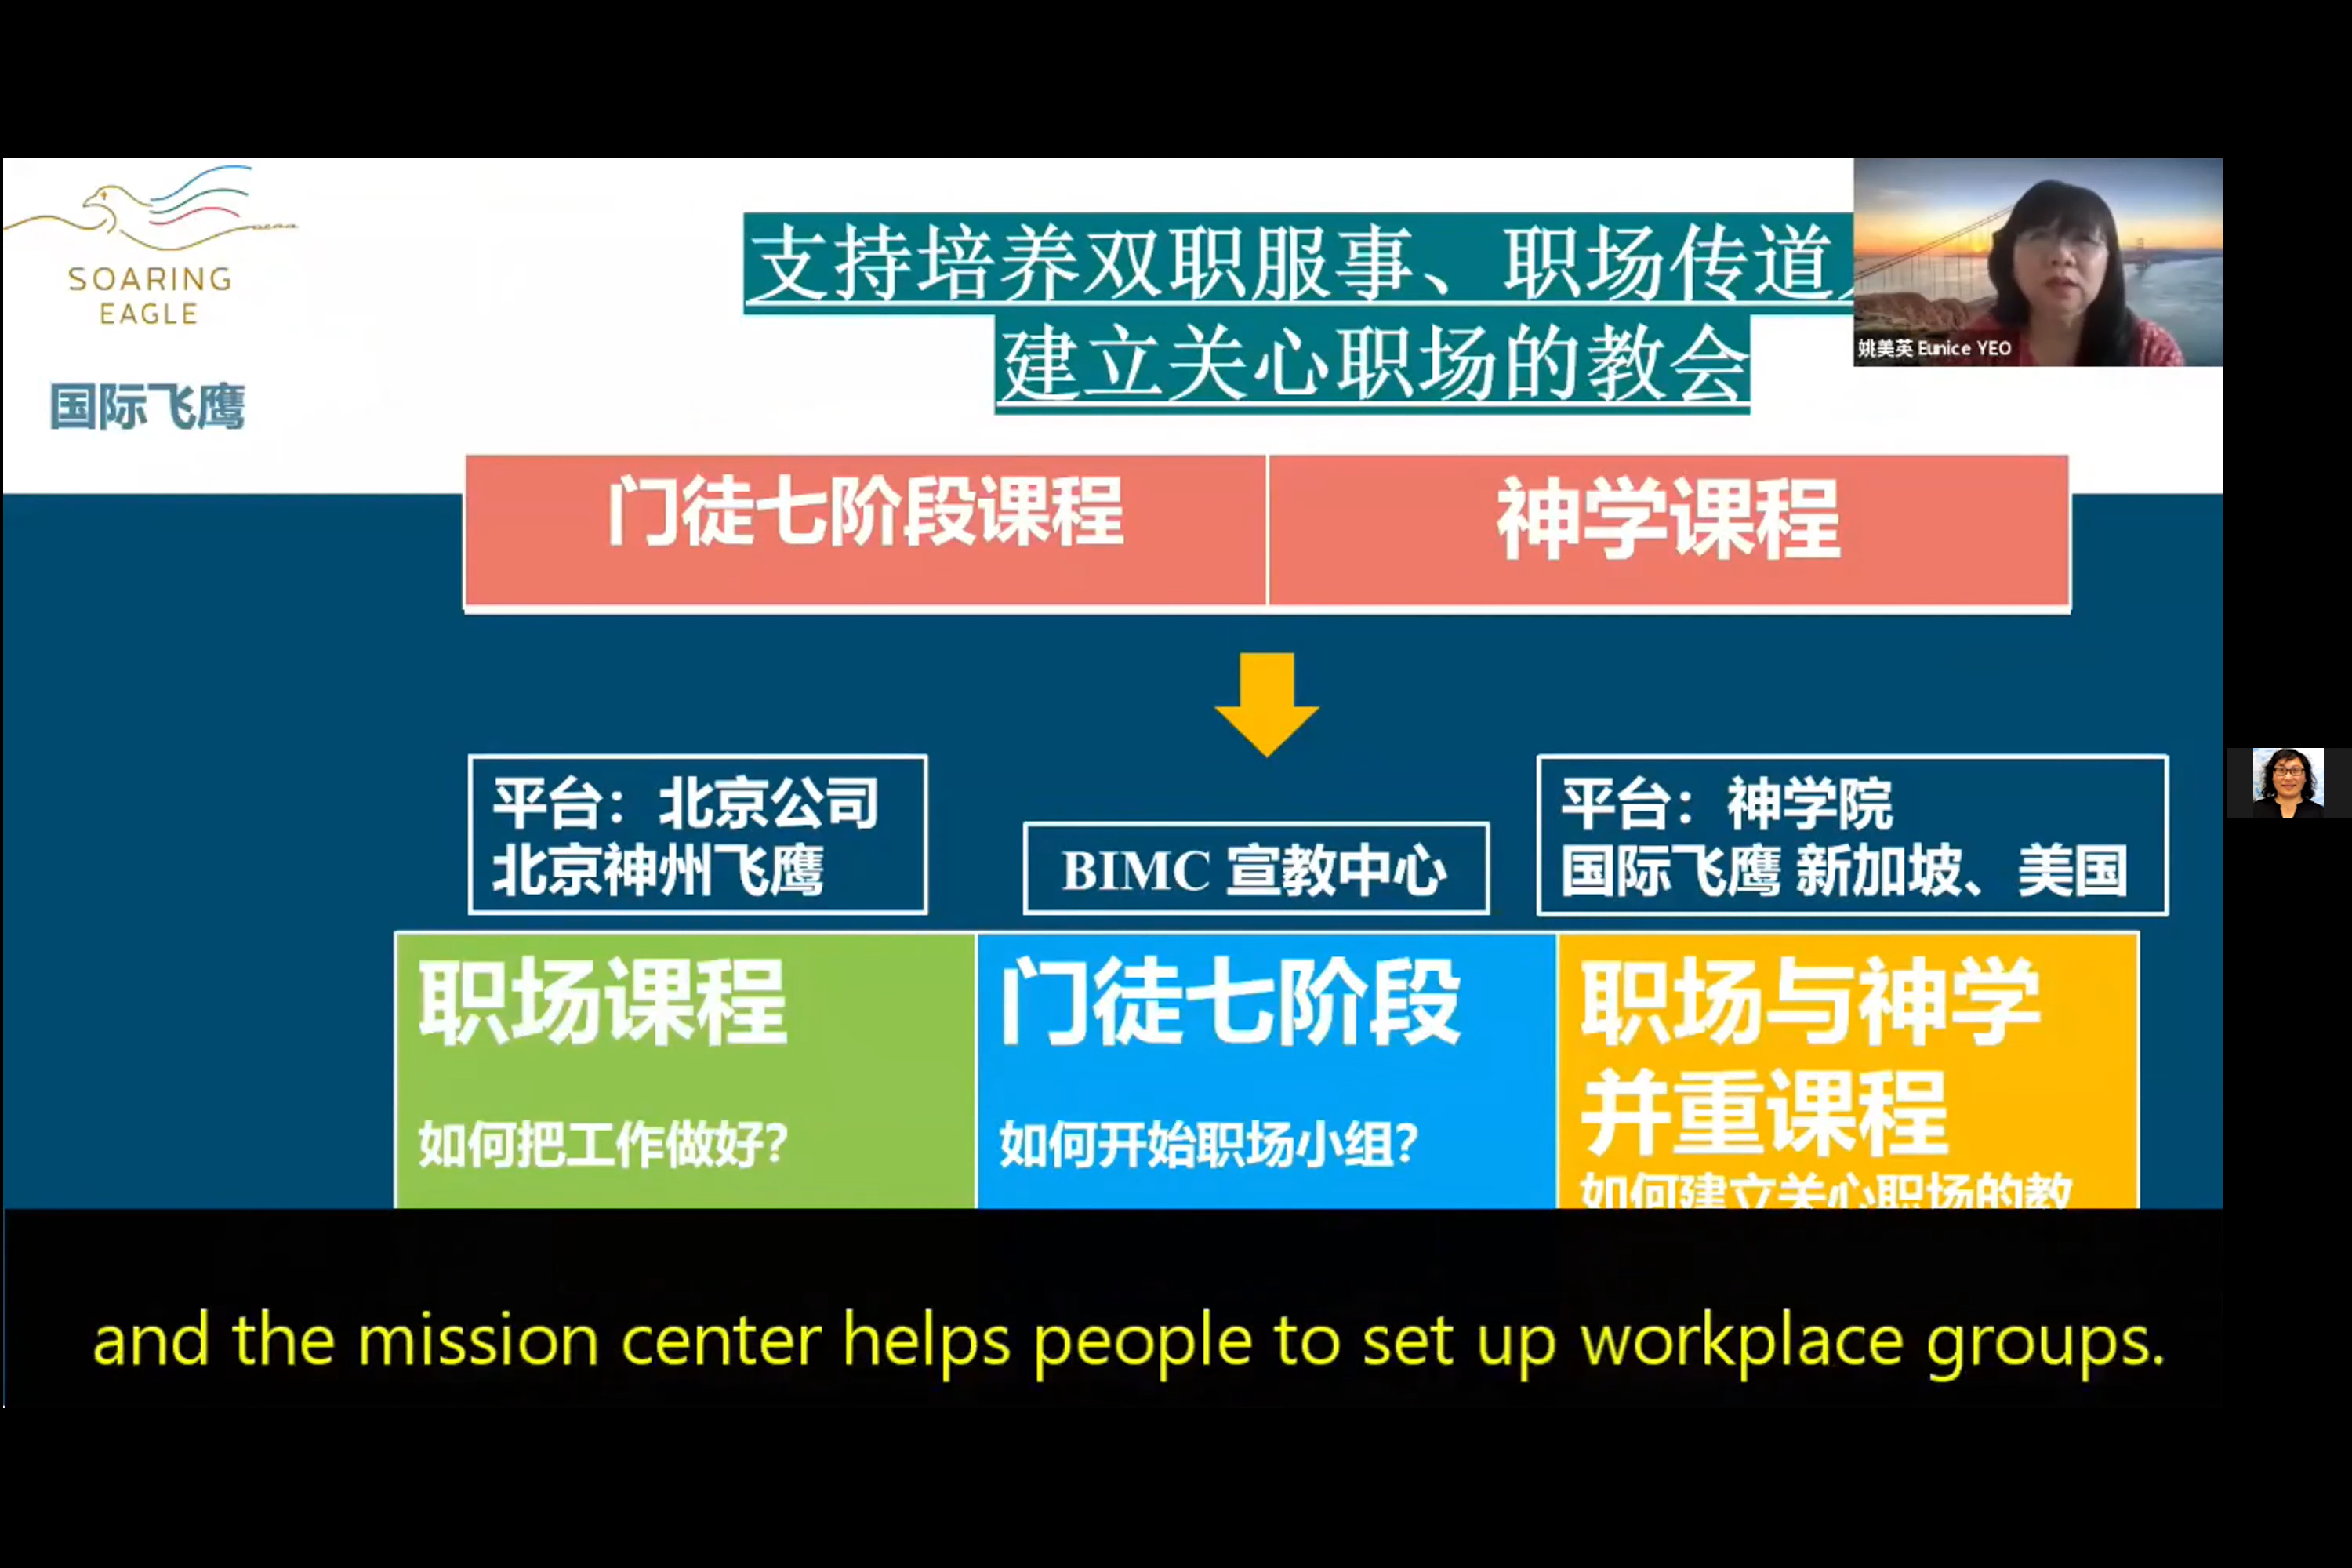 SOARING
EAGLE
国际飞鹰
支持培养双职服事、职场传道
建立关心职场的教会
姚美英 Eunice YEO
门徒七阶段课程
神学课程
平台：北京公司
北京神州飞鹰
BIMC 宣教中心
平台：神学院
国际飞鹰 新加坡、美国
职场课程
如何把工作做好？
门徒七阶段
如何开始职场小组？
职场与神学
并重课程
如何建立关心职场的教
and the mission center helps people to set up workplace groups.